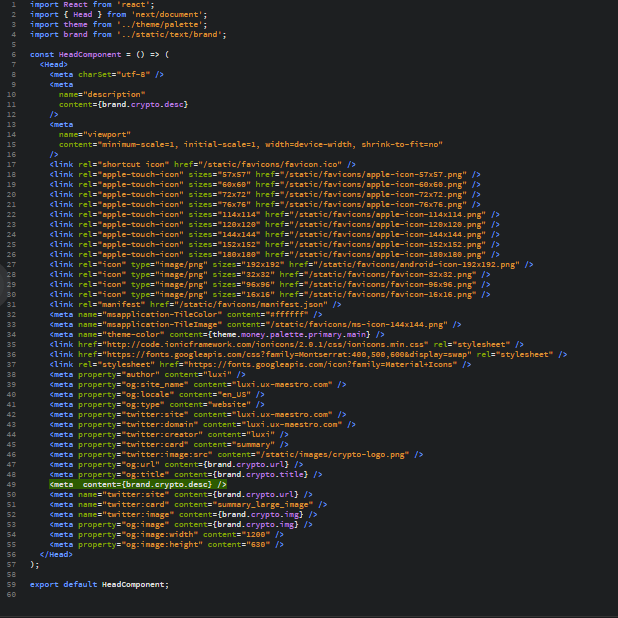 1 import React from 'react';
2 import { Head } from 'next/document';
3 import theme from '../theme/palette';
4 import brand from '../static/text/brand';
5
6 const HeadComponent = () => (
7 <Head>
8 <meta charSet="utf-8" />
9 <meta
10 name="description"
11 content={brand.crypto.desc}
12 />
13 <meta
14 name="viewport"
15 content="minimum-scale=1, initial-scale=1, width=device-width, shrink-to-fit=no"
16 />
17 <link rel="shortcut icon" href="/static/favicons/favicon.ico" />
18 <link rel="apple-touch-icon" sizes="57x57" href="/static/favicons/apple-icon-57x57.png" />
19 <link rel="apple-touch-icon" sizes="60x60" href="/static/favicons/apple-icon-60x60.png" />
20 <link rel="apple-touch-icon" sizes="72x72" href="/static/favicons/apple-icon-72x72.png" />
21 <link rel="apple-touch-icon" sizes="76x76" href="/static/favicons/apple-icon-76x76.png" />
22 <link rel="apple-touch-icon" sizes="114x114" href="/static/favicons/apple-icon-114x114.png" />
23 <link rel="apple-touch-icon" sizes="120x120" href="/static/favicons/apple-icon-120x120.png" />
24 <link rel="apple-touch-icon" sizes="144x144" href="/static/favicons/apple-icon-144x144.png" />
25 <link rel="apple-touch-icon" sizes="152x152" href="/static/favicons/apple-icon-152x152.png" />
26 <link rel="apple-touch-icon" sizes="180x180" href="/static/favicons/apple-icon-180x180.png" />
27 <link rel="icon" type="image/png" sizes="192x192" href="/static/favicons/android-icon-192x192.png" />
28 <link rel="icon" type="image/png" sizes="32x32" href="/static/favicons/favicon-32x32.png" />
29 <link rel="icon" type="image/png" sizes="96x96" href="/static/favicons/favicon-96x96.png" />
30 <link rel="icon" type="image/png" sizes="16x16" href="/static/favicons/favicon-16x16.png" />
31 <link rel="manifest" href="/static/favicons/manifest.json" />
32 <meta name="msapplication-TileColor" content="#ffffff" />
33 <meta name="msapplication-TileImage" content="/static/favicons/ms-icon-144x144.png" />
34 <meta name="theme-color" content={theme.money.palette.primary.main} />
35 <link href="http://code.ionicframework.com/ionicons/2.0.1/css/ionicons.min.css" rel="stylesheet" />
36 <link href="https://fonts.googleapis.com/css?family=Montserrat:400,500,600&display=swap" rel="stylesheet" />
37 <link rel="stylesheet" href="https://fonts.googleapis.com/icon?family=Material+Icons" />
38 <meta property="author" content="luxi" />
39 <meta property="og:site_name" content="luxi.ux-maestro.com" />
40 <meta property="og:locale" content="en_US" />
41 <meta property="og:type" content="website" />
42 <meta property="twitter:site" content="luxi.ux-maestro.com" />
43 <meta property="twitter:domain" content="luxi.ux-maestro.com" />
44 <meta property="twitter:creator" content="luxi" />
45 <meta property="twitter:card" content="summary" />
46 <meta property="twitter:image:src" content="/static/images/crypto-logo.png" />
47 <meta property="og:url" content={brand.crypto.url} />
48 <meta property="og:title" content={brand.crypto.title} />
49 <meta content={brand.crypto.desc} />
50 <meta name="twitter:site" content={brand.crypto.url} />
51 <meta name="twitter:card" content="summary_large_image" />
52 <meta name="twitter:image" content={brand.crypto.img} />
53 <meta property="og:image" content={brand.crypto.img} />
54 <meta property="og:image:width" content="1200" />
55 <meta property="og:image:height" content="630" />
56 </Head>
57 );
58
59 export default HeadComponent;
60